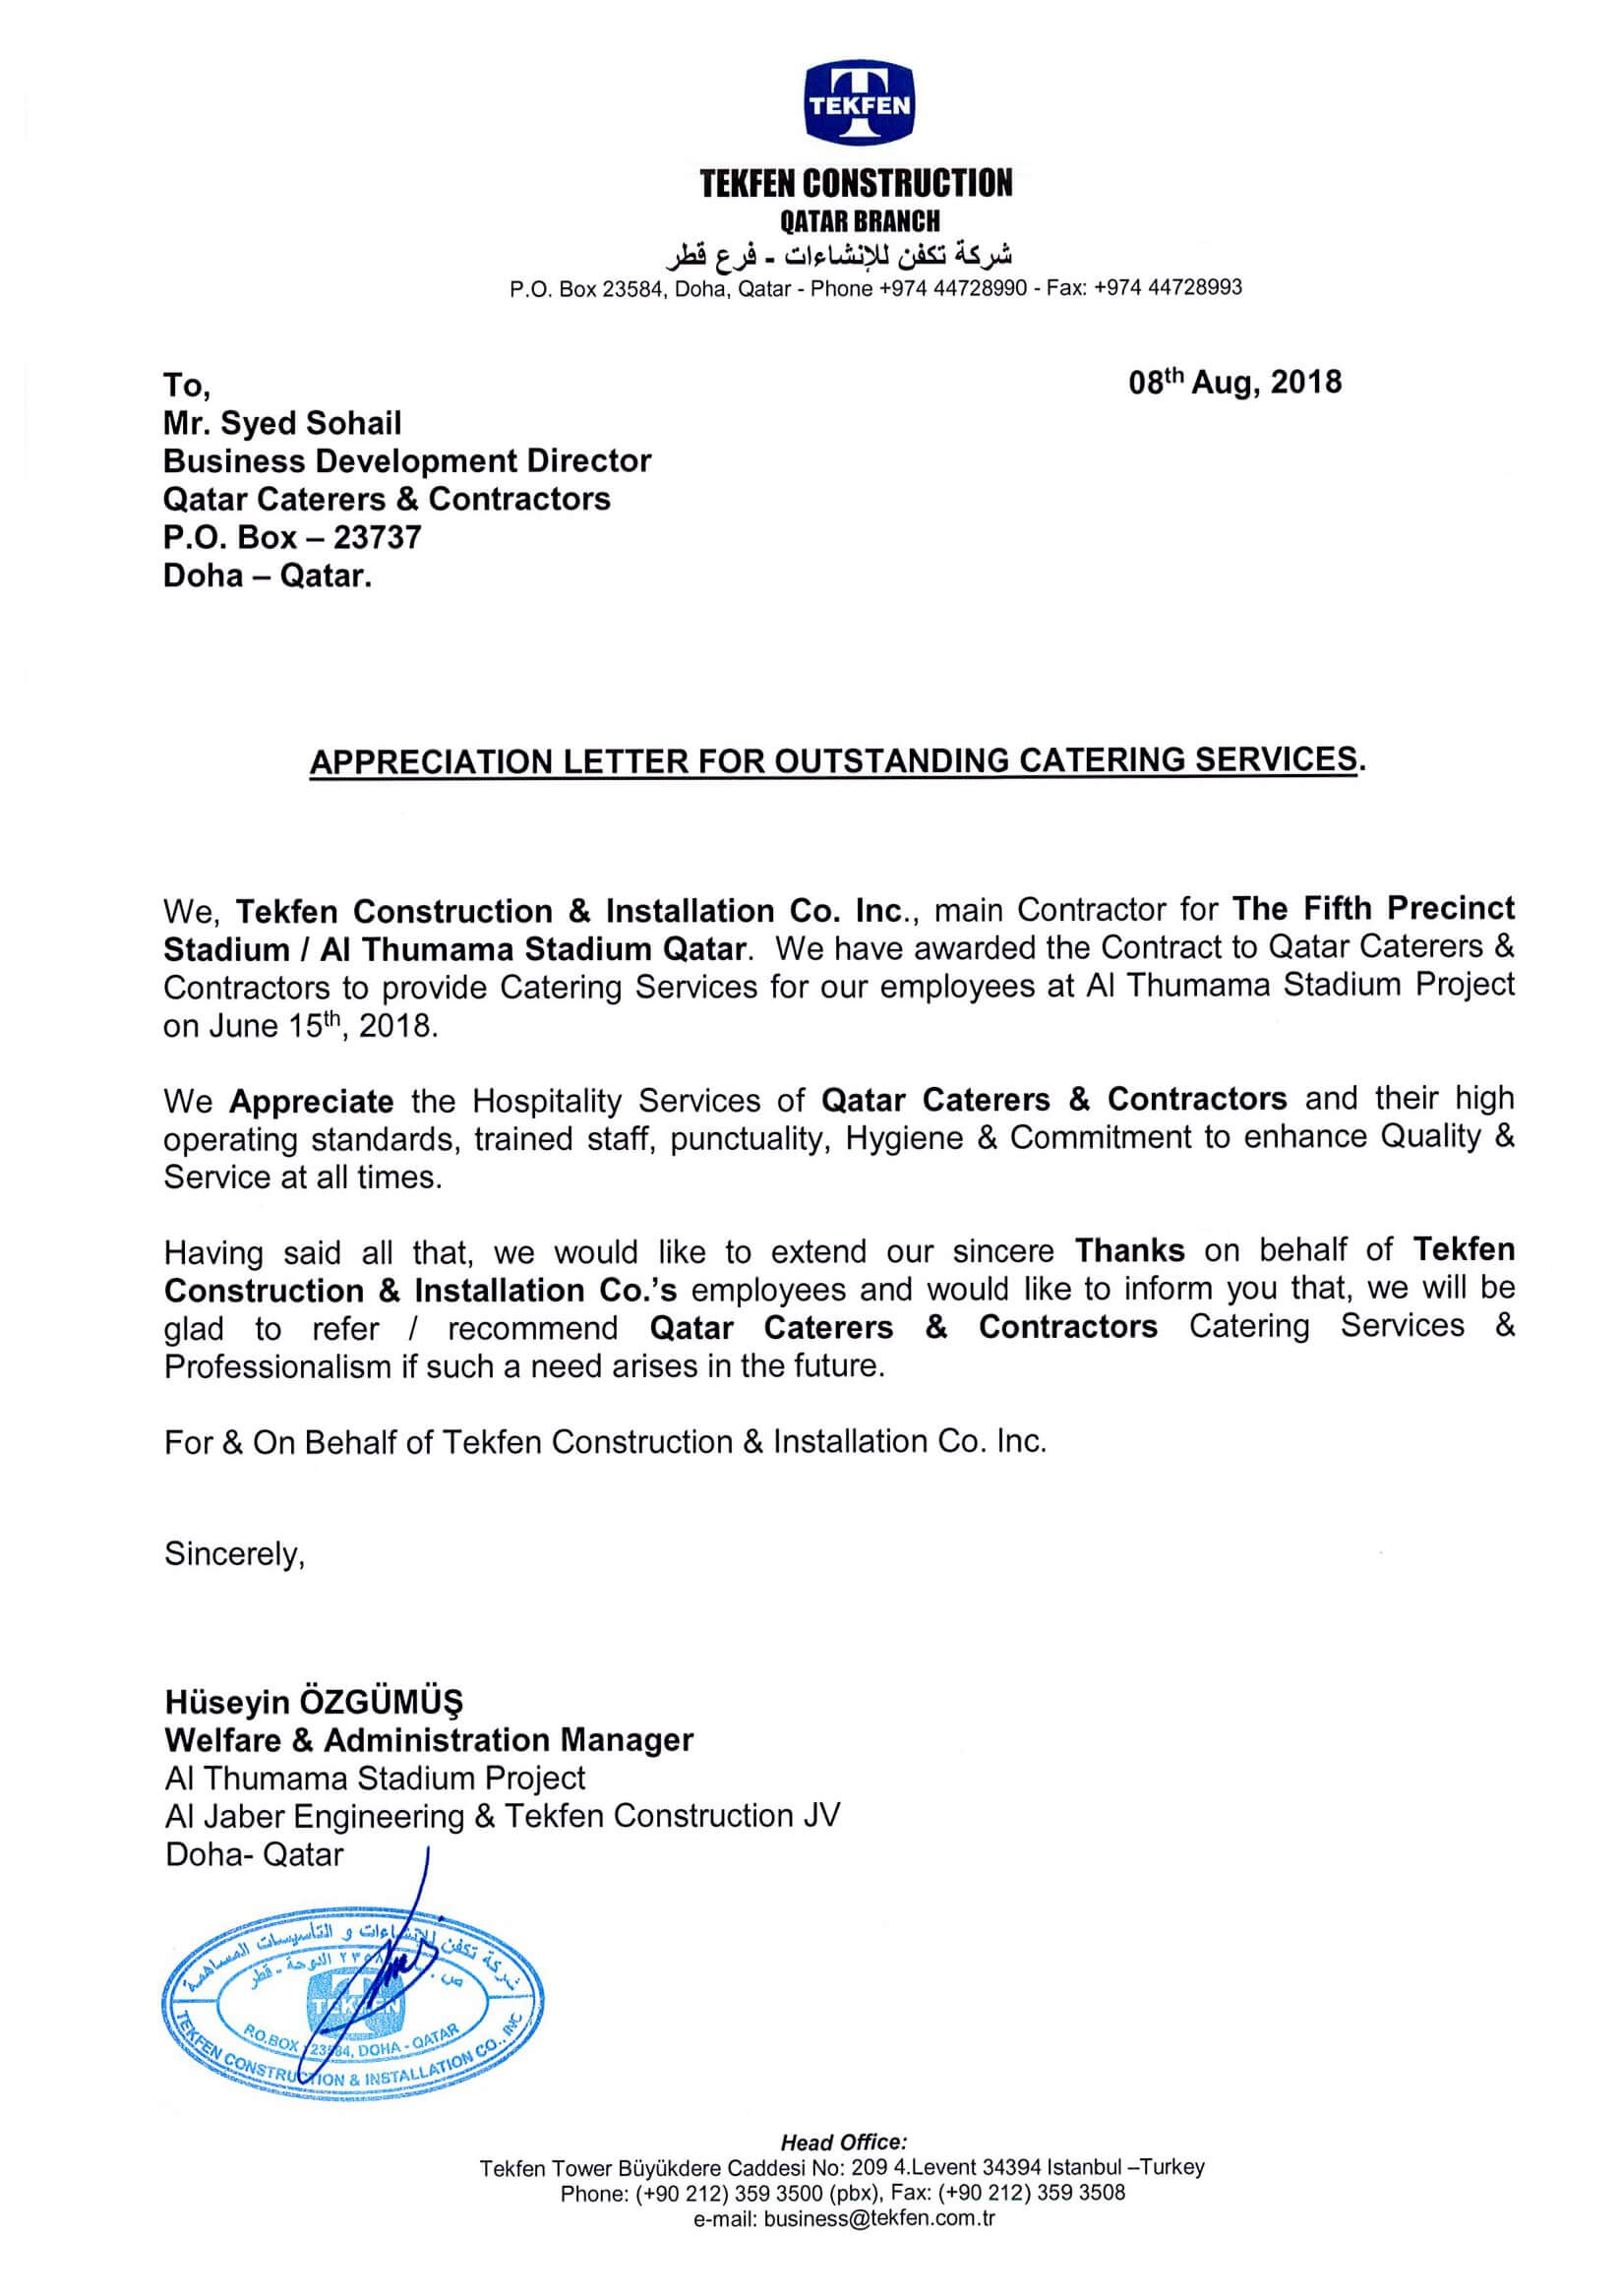 TEKFEN
TEKFEN CONSTRUCTION
QATAR BRANCH
شركة تكفن للإنشاءات - فرع قطر
P.O. Box 23584, Doha, Qatar - Phone +974 44728990 - Fax: +974 44728993
To,
08th Aug, 2018
Mr. Syed Sohail
Business Development Director
Qatar Caterers & Contractors
P.O. Box – 23737
Doha – Qatar.
APPRECIATION LETTER FOR OUTSTANDING CATERING SERVICES.
We, Tekfen Construction & Installation Co. Inc., main Contractor for The Fifth Precinct
Stadium / Al Thumama Stadium Qatar. We have awarded the Contract to Qatar Caterers &
Contractors to provide Catering Services for our employees at Al Thumama Stadium Project
on June 15th, 2018.
We Appreciate the Hospitality Services of Qatar Caterers & Contractors and their high
operating standards, trained staff, punctuality, Hygiene & Commitment to enhance Quality &
Service at all times.
Having said all that, we would like to extend our sincere Thanks on behalf of Tekfen
Construction & Installation Co.'s employees and would like to inform you that, we will be
glad to refer / recommend Qatar Caterers & Contractors Catering Services &
Professionalism if such a need arises in the future.
For & On Behalf of Tekfen Construction & Installation Co. Inc.
Sincerely,
Hüseyin ÖZGÜMÜŞ
Welfare & Administration Manager
Al Thumama Stadium Project
Al Jaber Engineering & Tekfen Construction JV
Doha- Qatar
شركة تكفن للإنشاءات و التأسيسات المساهمة
الدوحة - قطر
TEKFEN
P.O.BOX 23584, DOHA - QATAR
TEKFEN CONSTRUCTION & INSTALLATION CO., INC
Head Office:
Tekfen Tower Büyükdere Caddesi No: 209 4.Levent 34394 Istanbul –Turkey
Phone: (+90 212) 359 3500 (pbx), Fax: (+90 212) 359 3508
e-mail: business@tekfen.com.tr